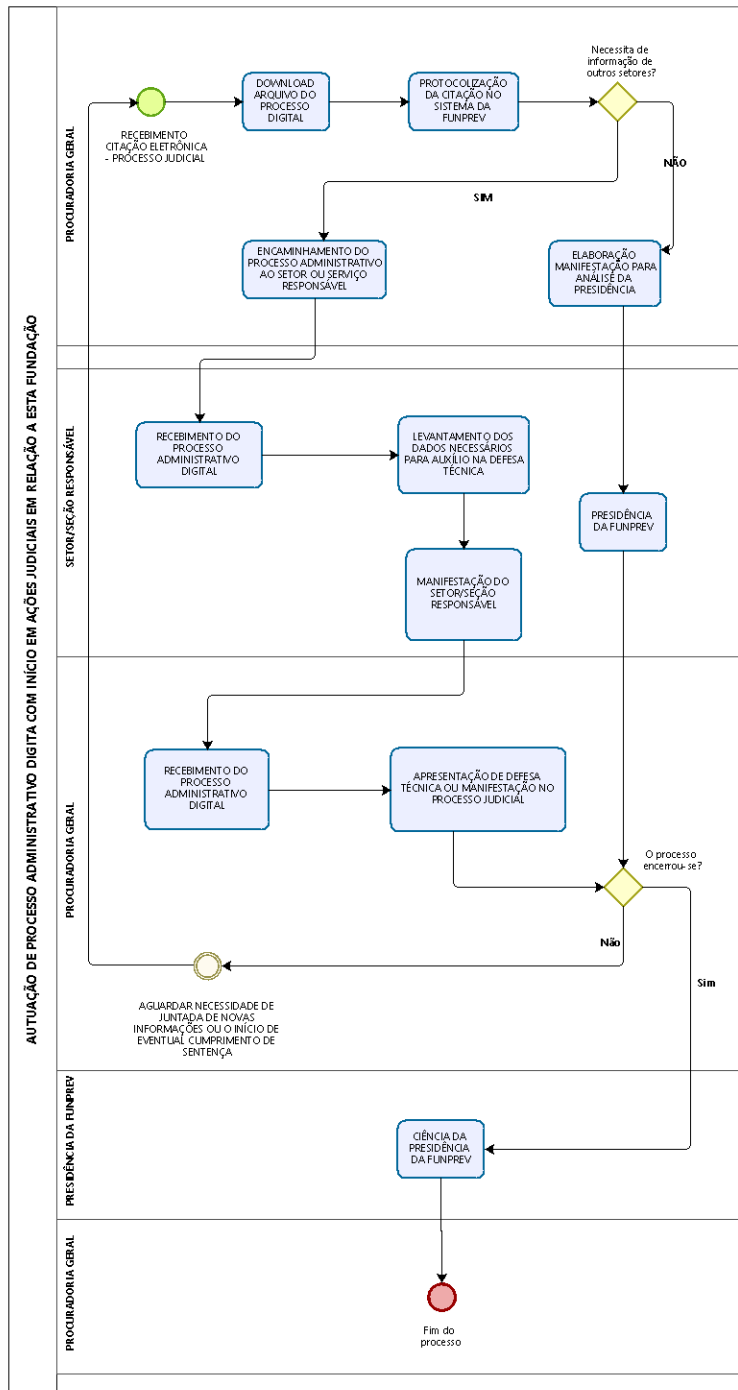 AUTUAÇÃO DE PROCESSO ADMINISTRATIVO DIGITA COM INÍCIO EM AÇÕES JUDICIAIS EM RELAÇÃO A ESTA FUNDAÇÃO
PROCURADORIA GERAL
RECEBIMENTO
CITAÇÃO ELETRÔNICA
- PROCESSO JUDICIAL
DOWNLOAD
ARQUIVO DO
PROCESSO
DIGITAL
PROTOCOLIZAÇÃO
DA CITAÇÃO NO
SISTEMA DA
FUNPREV
Necessita de
informação de
outros setores?
NÃO
SIM
ENCAMINHAMENTO DO
PROCESSO ADMINISTRATIVO
AO SETOR OU SERVIÇO
RESPONSÁVEL
ELABORAÇÃO
MANIFESTAÇÃO PARA
ANÁLISE DA
PRESIDÊNCIA
SETOR/SEÇÃO RESPONSÁVEL
RECEBIMENTO DO
PROCESSO
ADMINISTRATIVO
DIGITAL
LEVANTAMENTO DOS
DADOS NECESSÁRIOS
PARA AUXÍLIO NA DEFESA
TÉCNICA
PRESIDÊNCIA
DA FUNPREV
MANIFESTAÇÃO DO
SETOR/SEÇÃO
RESPONSÁVEL
PROCURADORIA GERAL
RECEBIMENTO DO
PROCESSO
ADMINISTRATIVO
DIGITAL
APRESENTAÇÃO DE DEFESA
TÉCNICA OU MANIFESTAÇÃO NO
PROCESSO JUDICIAL
O processo
encerrou-se?
Não
Sim
AGUARDAR NECESSIDADE DE
JUNTADA DE NOVAS
INFORMAÇÕES OU O INÍCIO DE
EVENTUAL CUMPRIMENTO DE
SENTENÇA
PRESIDÊNCIA DA FUNPREV
CIÊNCIA DA
PRESIDÊNCIA
DA FUNPREV
PROCURADORIA GERAL
Fim do
processo